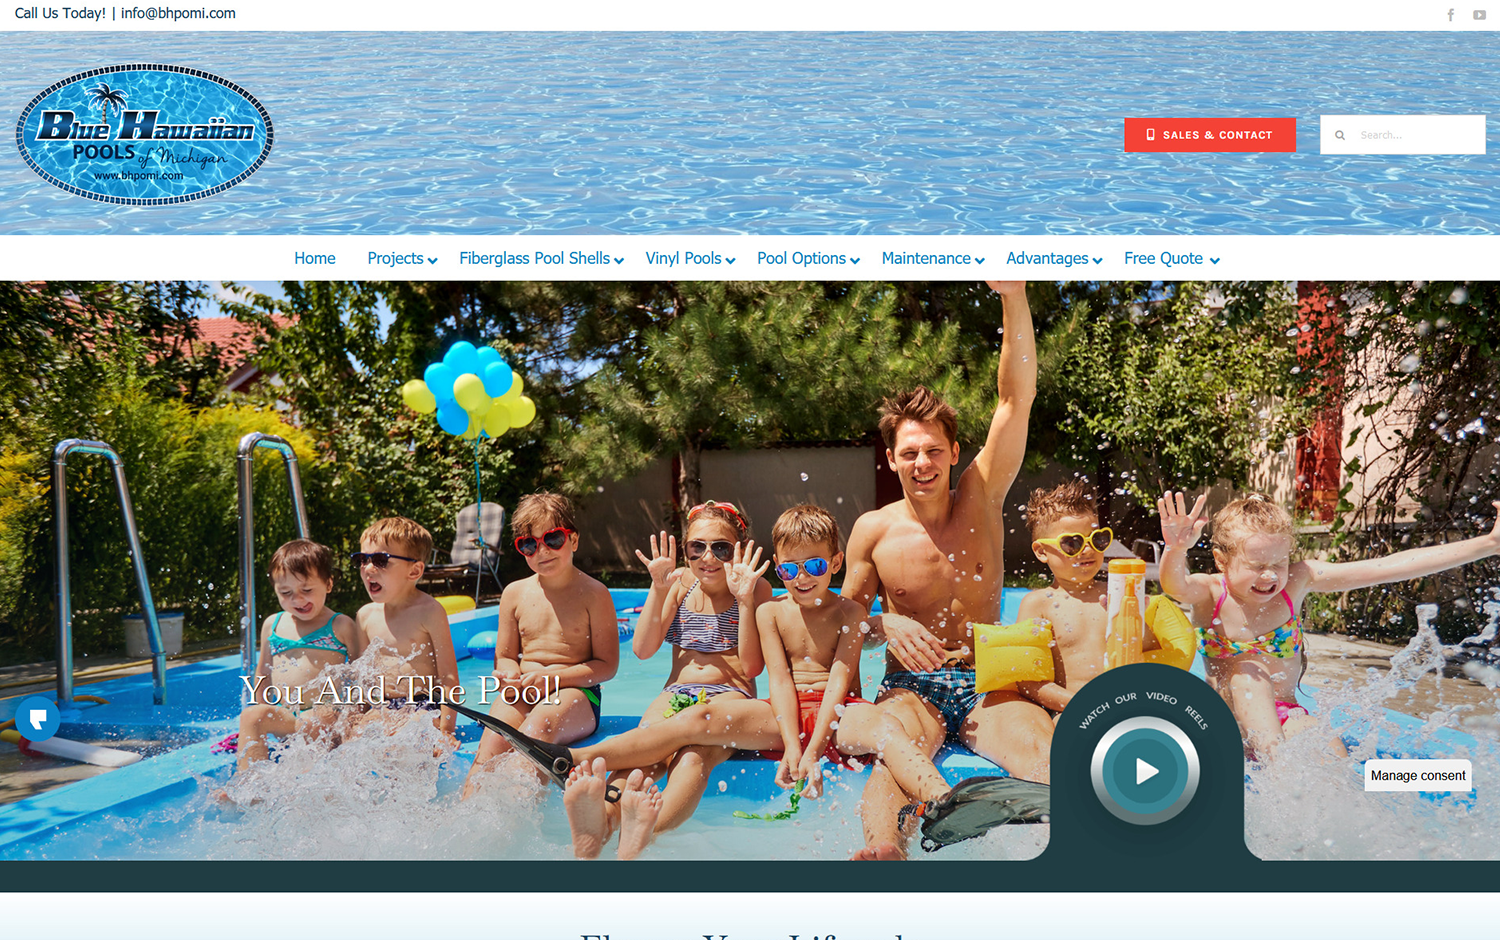 Call Us Today! | info@bhpomi.com
Blue Hawaiian
POOLS of Michigan
www.bhpomi.com
SALES & CONTACT
Search...
Home
Projects
Fiberglass Pool Shells
Vinyl Pools
Pool Options
Maintenance
Advantages
Free Quote
You And The Pool!
WATCH OUR VIDEO REELS
Manage consent